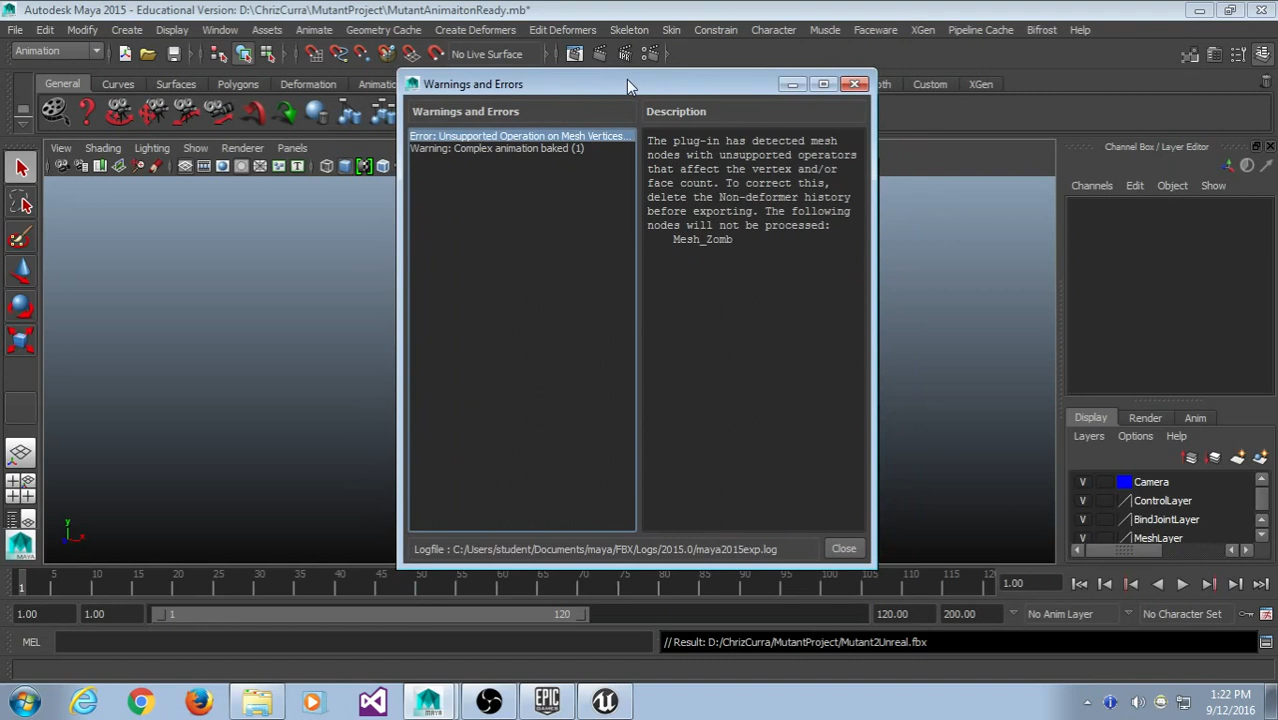 Autodesk Maya 2015 - Educational Version: D:\ChrizCurra\MutantProject\MutantAnimaitonReady.mb*
File Edit Modify Create Display Window Assets Animate Geometry Cache Create Deformers Edit Deformers Skeleton Skin Constrain Character Muscle Faceware XGen Pipeline Cache Bifrost Help
Animation
No Live Surface
General Curves Surfaces Polygons Deformation Custom XGen
View Shading Lighting Show Renderer Panels
Warnings and Errors
Warnings and Errors
Error: Unsupported Operation on Mesh Vertices...
Warning: Complex animation baked (1)
Description
The plug-in has detected mesh
nodes with unsupported operators
that affect the vertex and/or
face count. To correct this,
delete the Non-deformer history
before exporting. The following
nodes will not be processed:
Mesh_Zomb
Logfile : C:/Users/student/Documents/maya/FBX/Logs/2015.0/maya2015exp.log
Close
Channel Box / Layer Editor
Channels Edit Object Show
Display Render Anim
Layers Options Help
V Camera
V ControlLayer
V BindJointLayer
V MeshLayer
y
x
1 5 10 15 20 25 30 35 40 45 50 55 60 65 70 75 80 85 90 95 100 105 110 115 12
1.00
1.00 1.00 1 120 120.00 200.00 No Anim Layer No Character Set
MEL
// Result: D:/ChrizCurra/MutantProject/Mutant2Unreal.fbx
MAYA
EPIC
GAMES
1:22 PM
9/12/2016